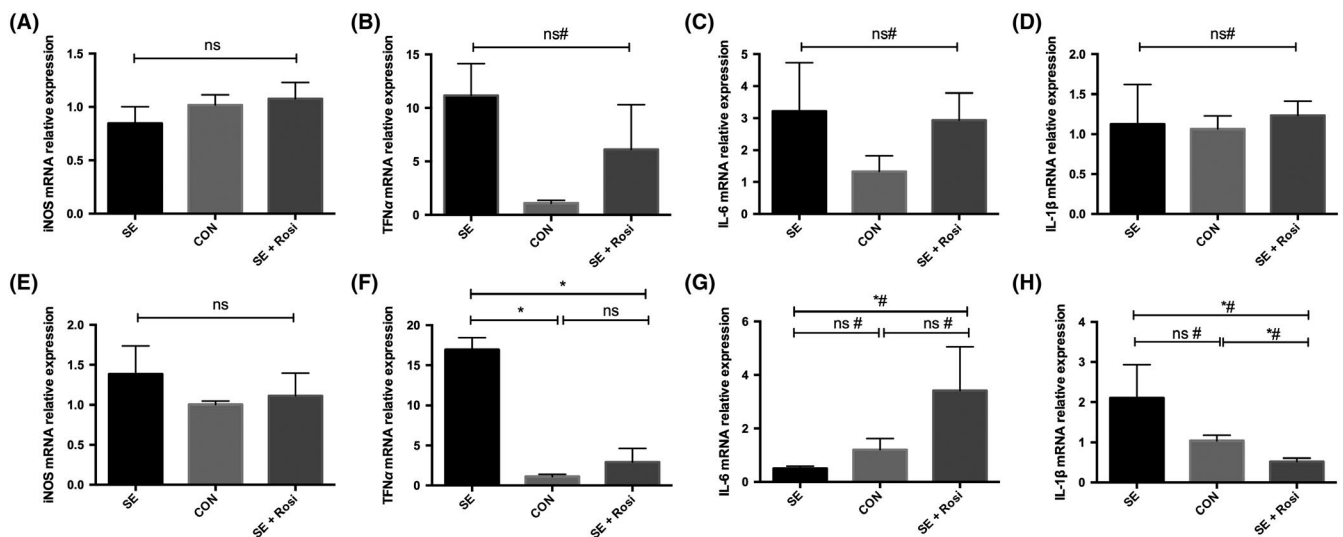 (A)
iNOS mRNA relative expression
1.5
1.0
0.5
0.0
ns
SE
CON
SE + Rosi
(B)
TFNα mRNA relative expression
15
10
5
0
ns#
SE
CON
SE + Rosi
(C)
IL-6 mRNA relative expression
6
5
4
3
2
1
0
ns#
SE
CON
SE + Rosi
(D)
IL-1β mRNA relative expression
2.0
1.5
1.0
0.5
0.0
ns#
SE
CON
SE + Rosi
(E)
iNOS mRNA relative expression
2.0
1.5
1.0
0.5
0.0
ns
SE
CON
SE + Rosi
(F)
TFNα mRNA relative expression
20
15
10
5
0
*
*
ns
SE
CON
SE + Rosi
(G)
IL-6 mRNA relative expression
6
4
2
0
*#
ns #
ns #
SE
CON
SE + Rosi
(H)
IL-1β mRNA relative expression
4
3
2
1
0
*#
ns #
*#
SE
CON
SE + Rosi